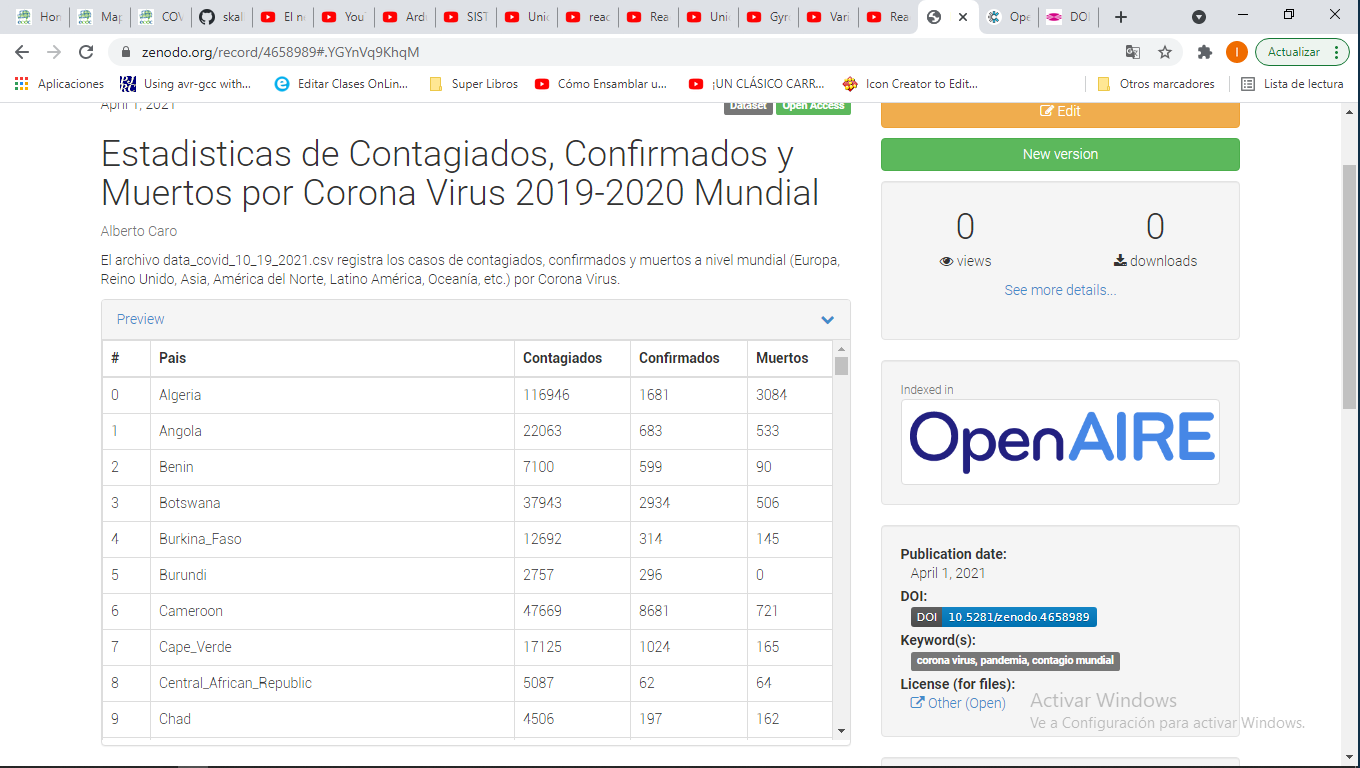 Hon
Map
COV
skal
El n
You
Ardu
SIST
Unic
reac
Rea
Unic
Gyro
Vari
Rea
Ope
DOI
zenodo.org/record/4658989#.YGYnVq9KhqM
I
Actualizar
Aplicaciones
Using avr-gcc with...
Editar Clases OnLin...
Super Libros
Cómo Ensamblar u...
¡UN CLÁSICO CARR...
Icon Creator to Edit...
Otros marcadores
Lista de lectura
April 1, 2021
Dataset
Open Access
Estadisticas de Contagiados, Confirmados y
Muertos por Corona Virus 2019-2020 Mundial
Alberto Caro
El archivo data_covid_10_19_2021.csv registra los casos de contagiados, confirmados y muertos a nivel mundial (Europa,
Reino Unido, Asia, América del Norte, Latino América, Oceanía, etc.) por Corona Virus.
Preview
# Pais Contagiados Confirmados Muertos
0 Algeria 116946 1681 3084
1 Angola 22063 683 533
2 Benin 7100 599 90
3 Botswana 37943 2934 506
4 Burkina_Faso 12692 314 145
5 Burundi 2757 296 0
6 Cameroon 47669 8681 721
7 Cape_Verde 17125 1024 165
8 Central_African_Republic 5087 62 64
9 Chad 4506 197 162
Edit
New version
0 0
views downloads
See more details...
Indexed in
OpenAIRE
Publication date:
April 1, 2021
DOI:
DOI 10.5281/zenodo.4658989
Keyword(s):
corona virus, pandemia, contagio mundial
License (for files):
Other (Open)
Activar Windows
Ve a Configuración para activar Windows.